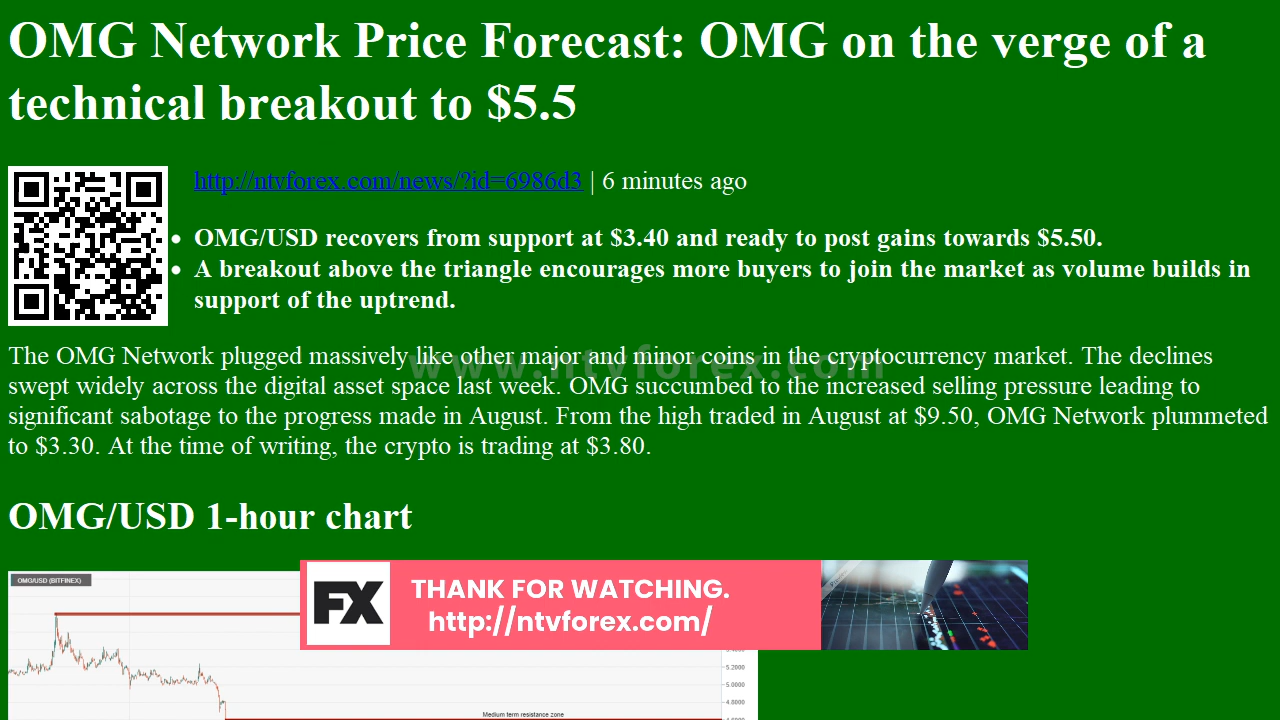 OMG Network Price Forecast: OMG on the verge of a
technical breakout to $5.5
http://ntvforex.com/news/?id=6986d3 | 6 minutes ago
OMG/USD recovers from support at $3.40 and ready to post gains towards $5.50.
A breakout above the triangle encourages more buyers to join the market as volume builds in
support of the uptrend.
www.ntvforex.com
The OMG Network plugged massively like other major and minor coins in the cryptocurrency market. The declines
swept widely across the digital asset space last week. OMG succumbed to the increased selling pressure leading to
significant sabotage to the progress made in August. From the high traded in August at $9.50, OMG Network plummeted
to $3.30. At the time of writing, the crypto is trading at $3.80.
OMG/USD 1-hour chart
OMG/USD (BITFINEX)
FX
THANK FOR WATCHING.
http://ntvforex.com/
5.2000
5.0000
4.8000
Medium term resistance zone